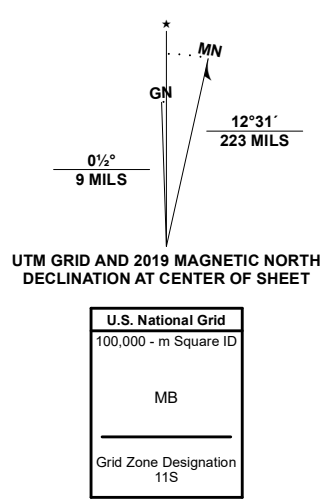 ★
MN
GN
12°31´
223 MILS
0½°
9 MILS
UTM GRID AND 2019 MAGNETIC NORTH
DECLINATION AT CENTER OF SHEET
U.S. National Grid
100,000 - m Square ID
MB
Grid Zone Designation
11S